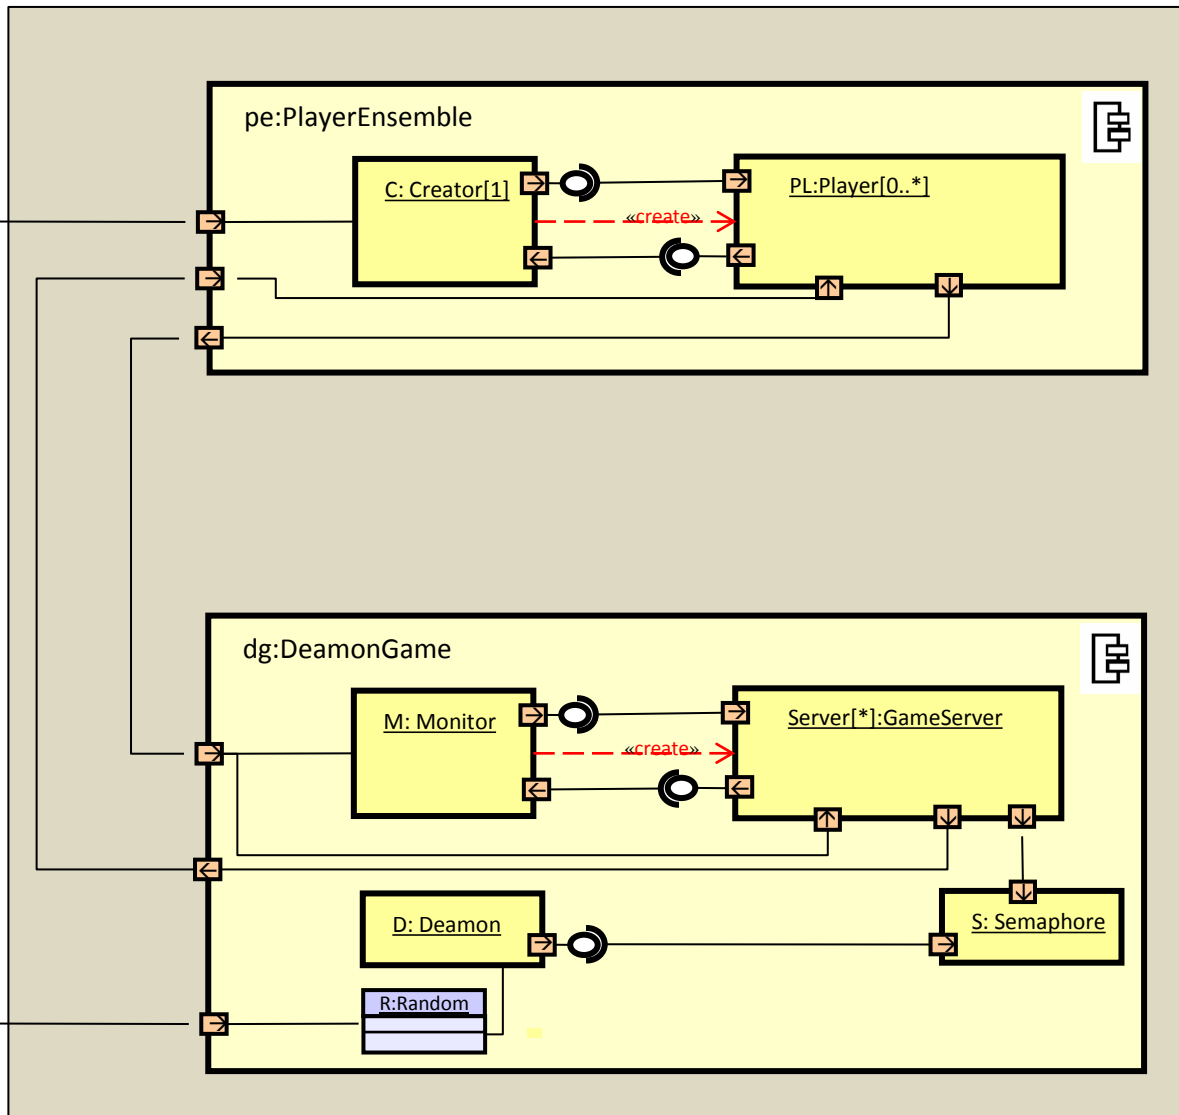 pe:PlayerEnsemble
C: Creator[1]
PL:Player[0..*]
«create»
dg:DeamonGame
M: Monitor
Server[*]:GameServer
«create»
D: Deamon
S: Semaphore
R:Random